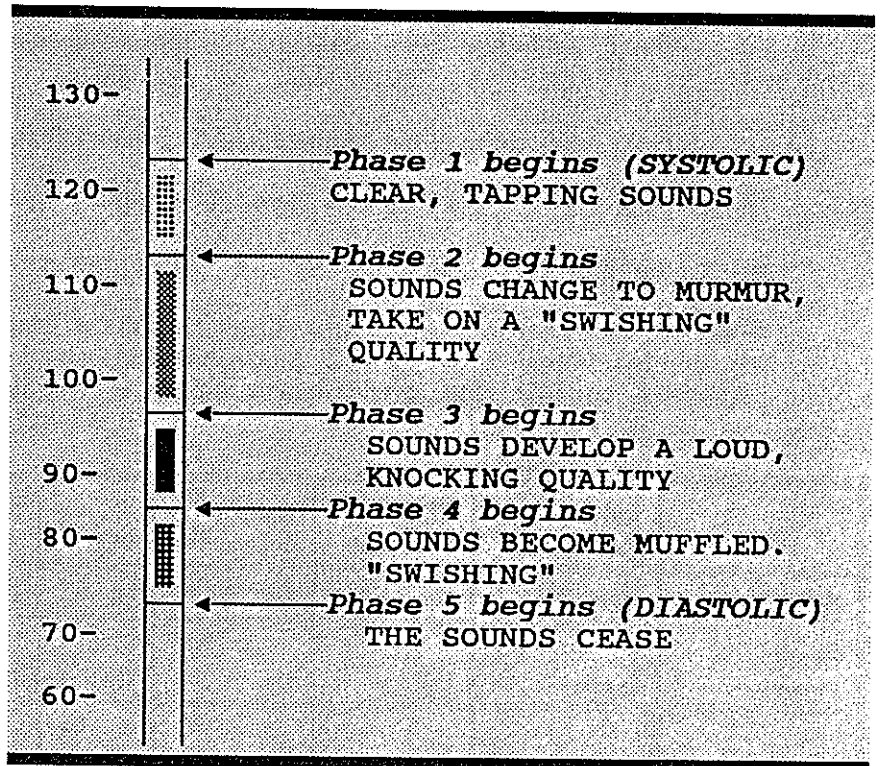 130-
Phase 1 begins (SYSTOLIC)
120-
CLEAR, TAPPING SOUNDS
Phase 2 begins
110-
SOUNDS CHANGE TO MURMUR,
TAKE ON A "SWISHING"
QUALITY
100-
Phase 3 begins
SOUNDS DEVELOP A LOUD,
90-
KNOCKING QUALITY
Phase 4 begins
80-
SOUNDS BECOME MUFFLED.
"SWISHING"
Phase 5 begins (DIASTOLIC)
70-
THE SOUNDS CEASE
60-